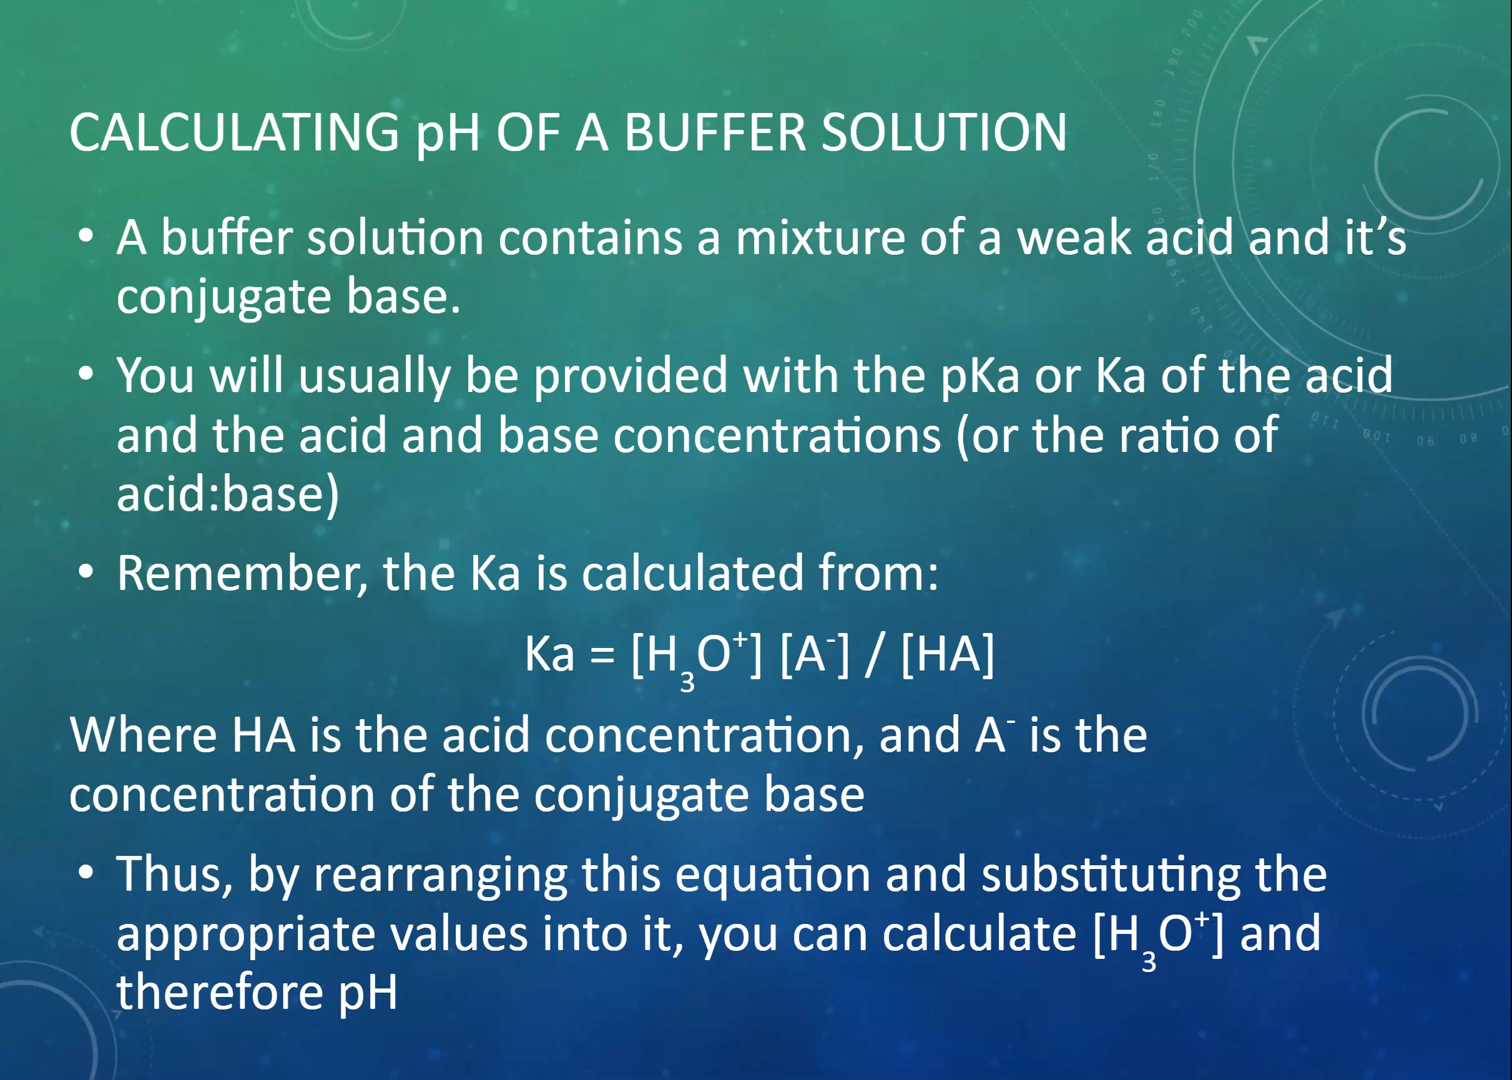 CALCULATING pH OF A BUFFER SOLUTION
• A buffer solution contains a mixture of a weak acid and it’s
conjugate base.
• You will usually be provided with the pKa or Ka of the acid
and the acid and base concentrations (or the ratio of
acid:base)
• Remember, the Ka is calculated from:
Ka = [H₃O⁺] [A⁻] / [HA]
Where HA is the acid concentration, and A⁻ is the
concentration of the conjugate base
• Thus, by rearranging this equation and substituting the
appropriate values into it, you can calculate [H₃O⁺] and
therefore pH